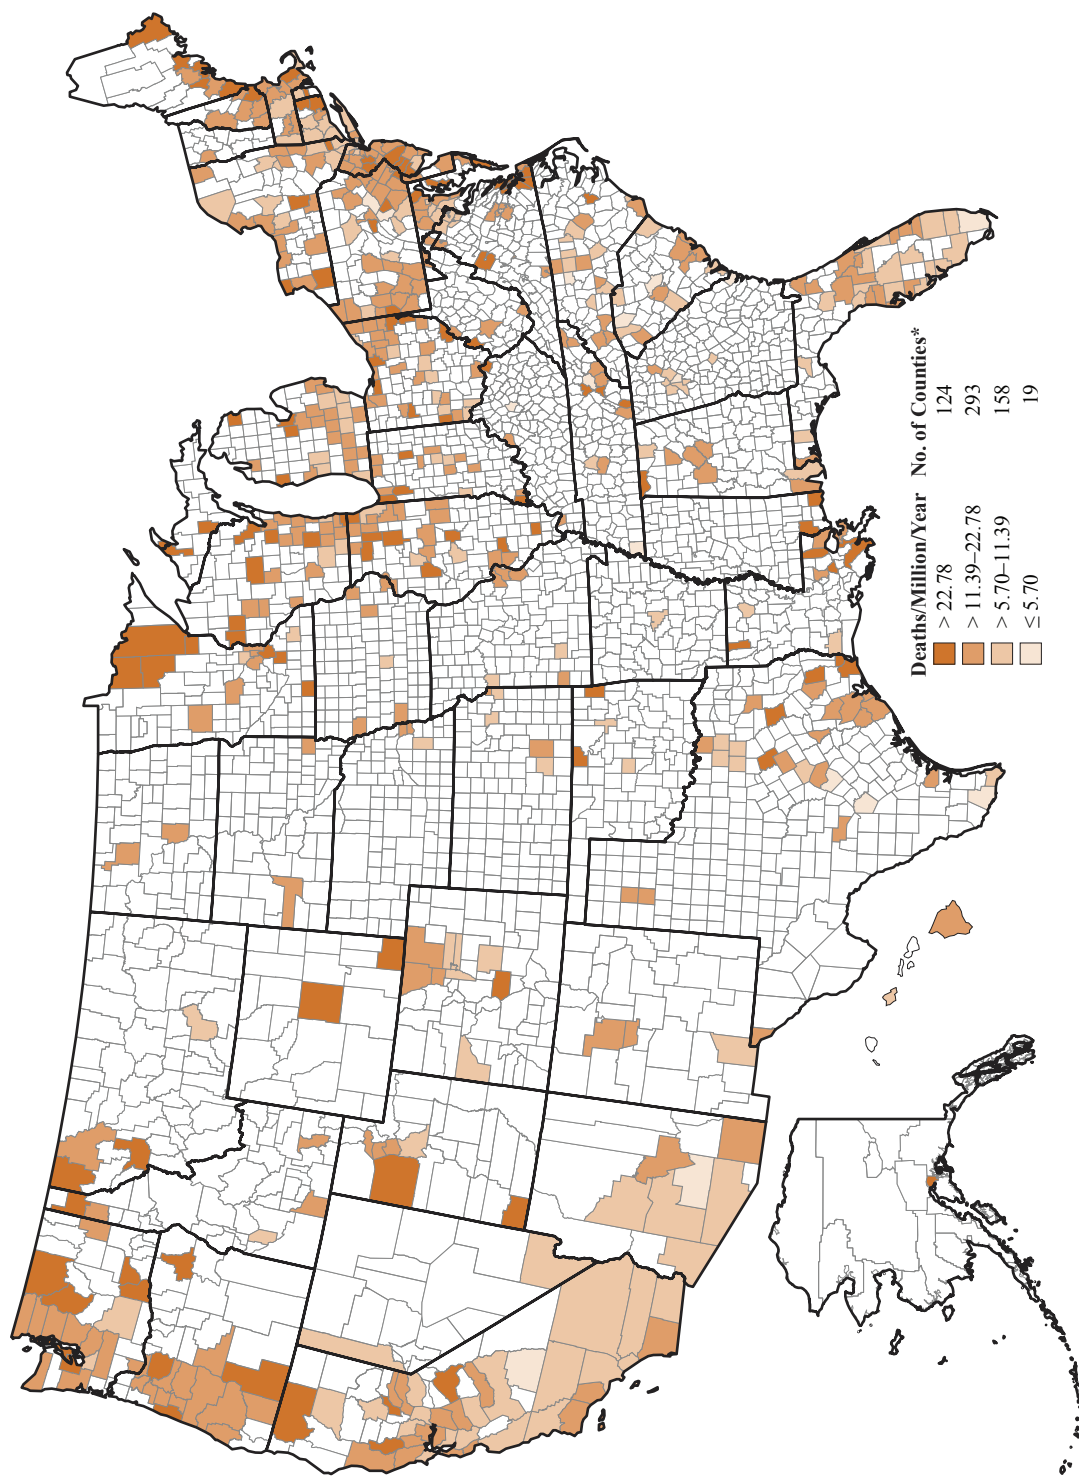 Deaths/Million/Year No. of Counties*
> 22.78 124
> 11.39–22.78 293
> 5.70–11.39 158
≤ 5.70 19